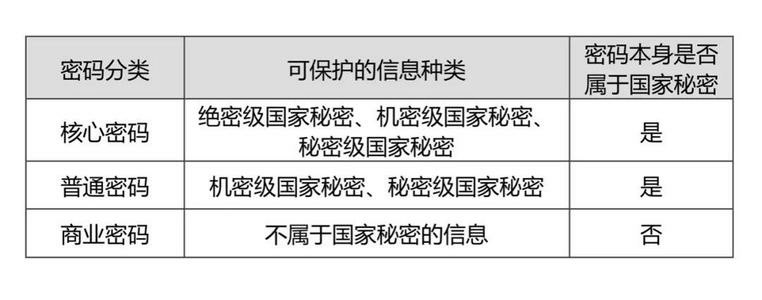 密码分类
可保护的信息种类
密码本身是否
属于国家秘密
核心密码
绝密级国家秘密、机密级国家秘密、
秘密级国家秘密
是
普通密码
机密级国家秘密、秘密级国家秘密
是
商业密码
不属于国家秘密的信息
否